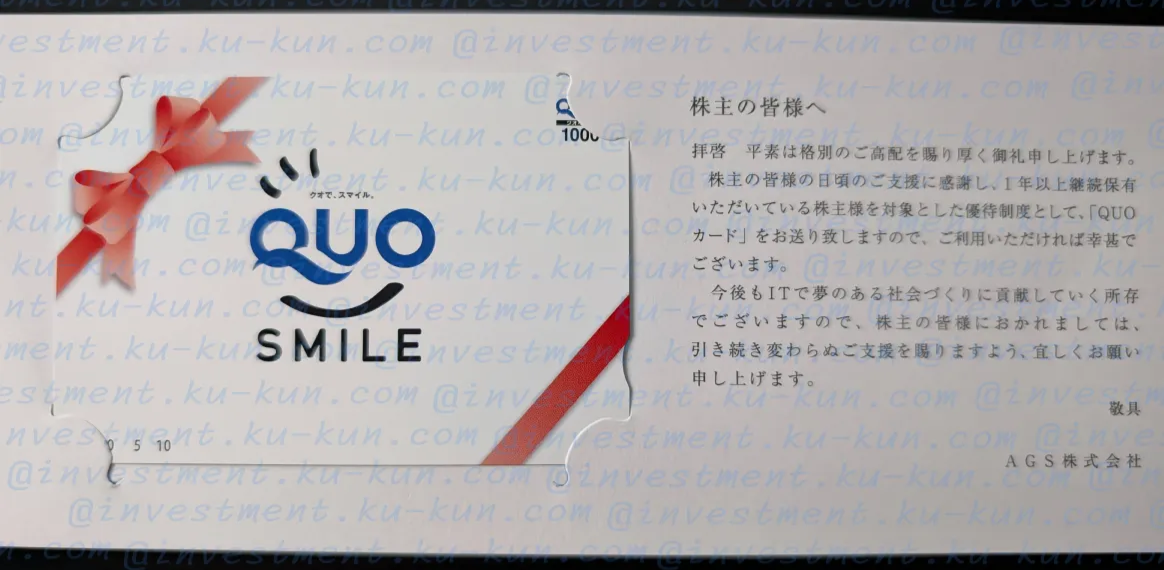 クオで、スマイル。
QUO
SMILE
1000
0 5 10
株主の皆様へ
拝啓　平素は格別のご高配を賜り厚く御礼申し上げます。
株主の皆様の日頃のご支援に感謝し、1年以上継続保有
いただいている株主様を対象とした優待制度として、「QUO
カード」をお送り致しますので、ご利用いただければ幸甚で
ございます。
今後もITで夢のある社会づくりに貢献していく所存
でございますので、株主の皆様におかれましては、
引き続き変わらぬご支援を賜りますよう、宜しくお願い
申し上げます。
敬具
AGS株式会社
@investment.ku-kun.com